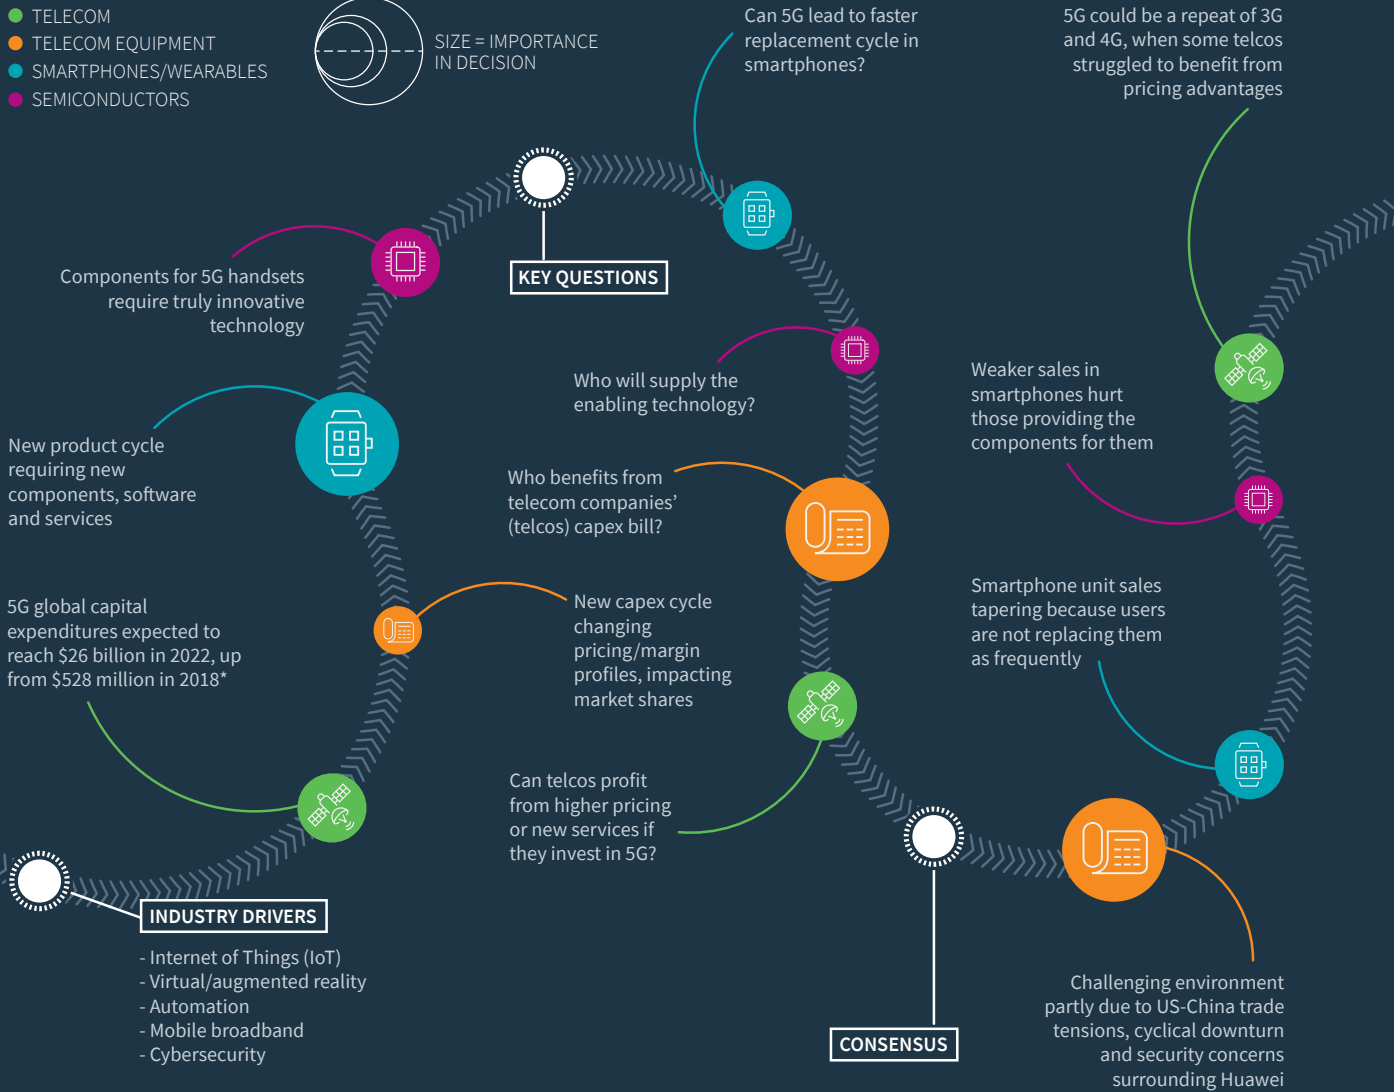 TELECOM
TELECOM EQUIPMENT
SMARTPHONES/WEARABLES
SEMICONDUCTORS
SIZE = IMPORTANCE
IN DECISION
Can 5G lead to faster
replacement cycle in
smartphones?
5G could be a repeat of 3G
and 4G, when some telcos
struggled to benefit from
pricing advantages
KEY QUESTIONS
Components for 5G handsets
require truly innovative
technology
Who will supply the
enabling technology?
Weaker sales in
smartphones hurt
those providing the
components for them
New product cycle
requiring new
components, software
and services
Who benefits from
telecom companies’
(telcos) capex bill?
5G global capital
expenditures expected to
reach $26 billion in 2022, up
from $528 million in 2018*
New capex cycle
changing
pricing/margin
profiles, impacting
market shares
Smartphone unit sales
tapering because users
are not replacing them
as frequently
Can telcos profit
from higher pricing
or new services if
they invest in 5G?
INDUSTRY DRIVERS
- Internet of Things (IoT)
- Virtual/augmented reality
- Automation
- Mobile broadband
- Cybersecurity
CONSENSUS
Challenging environment
partly due to US-China trade
tensions, cyclical downturn
and security concerns
surrounding Huawei